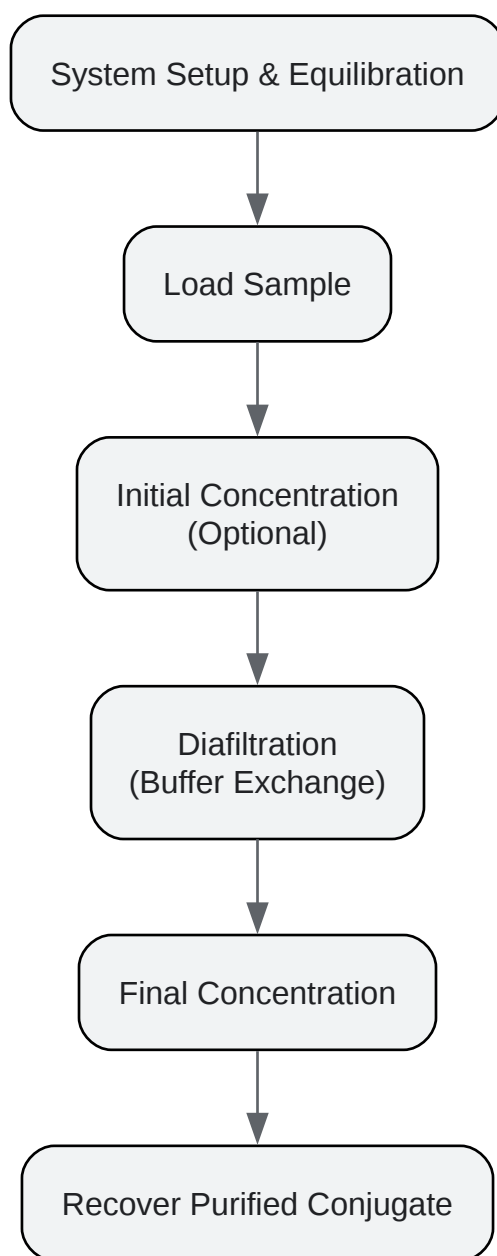 System Setup & Equilibration
Load Sample
Initial Concentration
(Optional)
Diafiltration
(Buffer Exchange)
Final Concentration
Recover Purified Conjugate